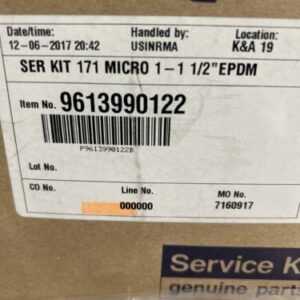 Date/time: Handled by: Location:
12-06-2017 20:42 USINRMA K&A 19
SER KIT 171 MICRO 1-1 1/2"EPDM
Item No. 9613990122
P9613990122B
Lot No.
CO No. Line No. MO No.
000000 7160917
Service K
genuine parts